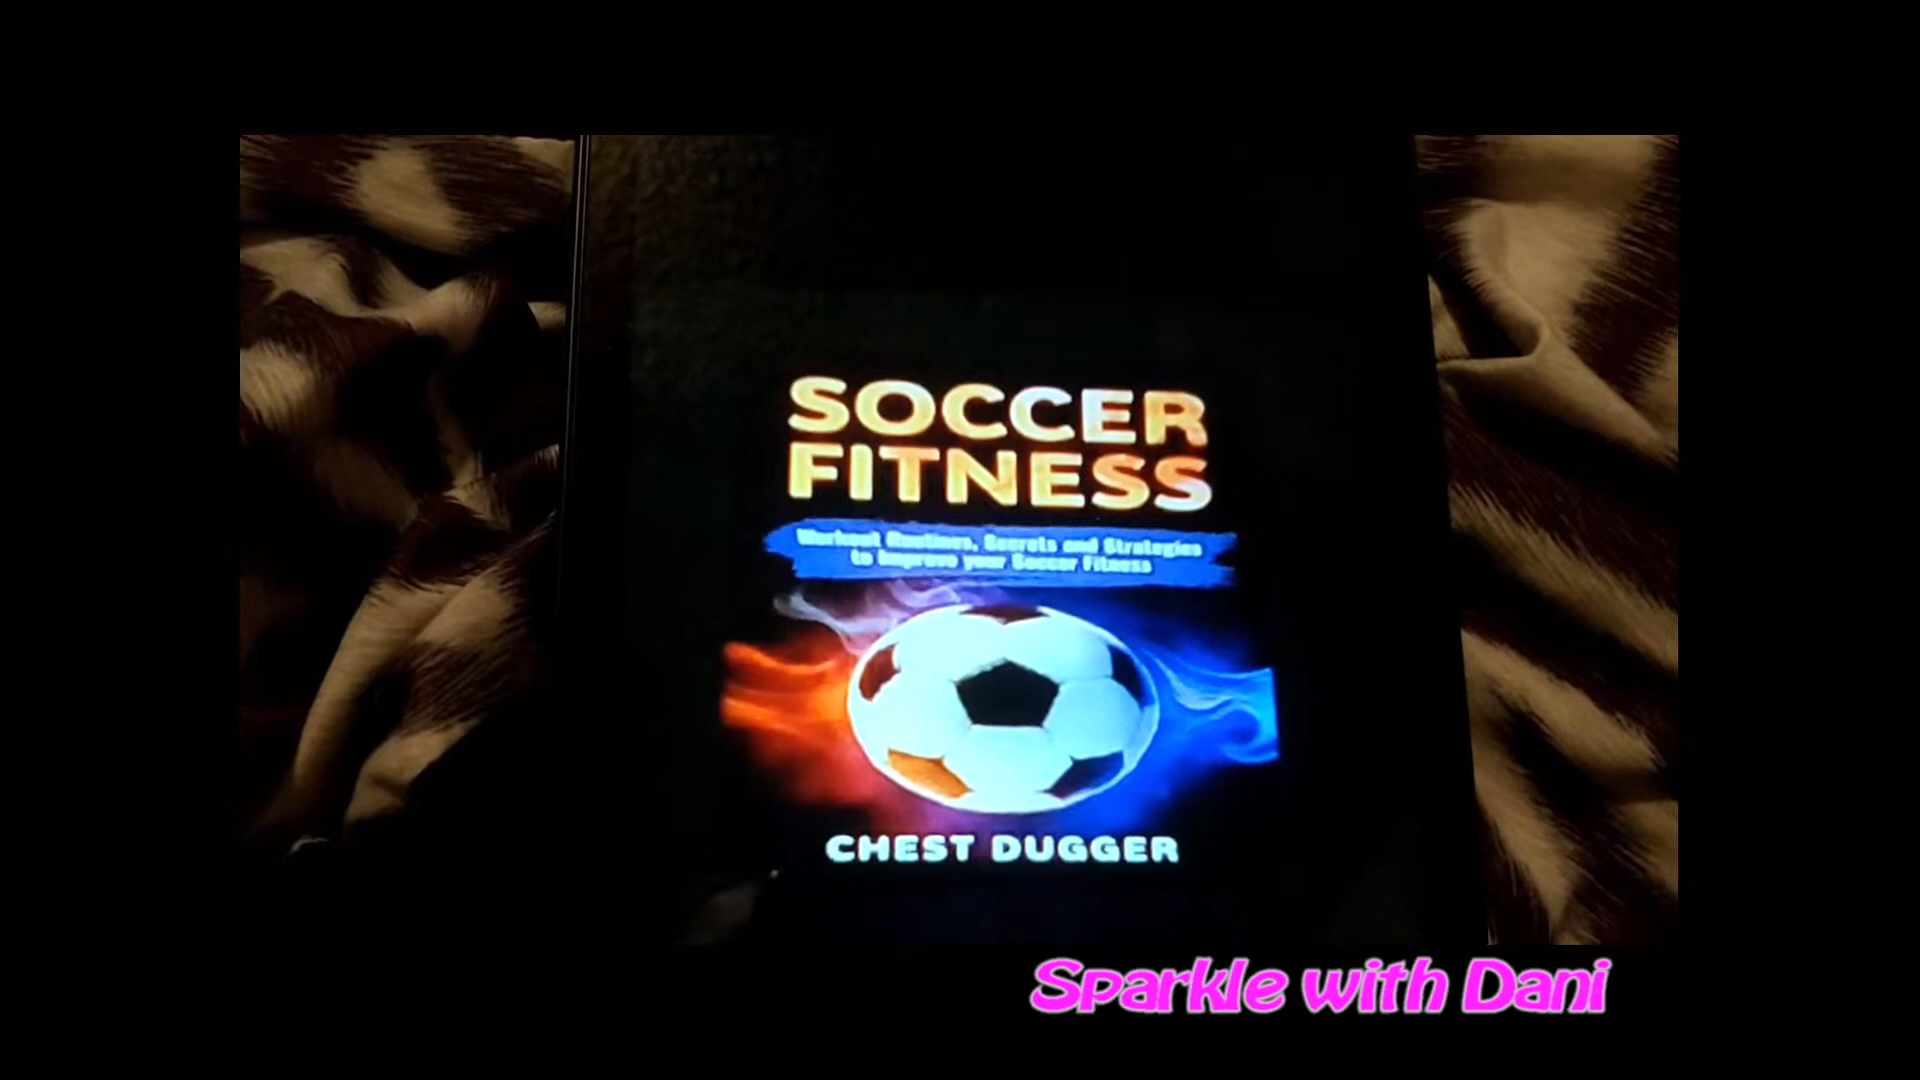 SOCCER
FITNESS
Workout Routines, Secrets and Strategies
to Improve your Soccer Fitness
CHEST DUGGER
Sparkle with Dani